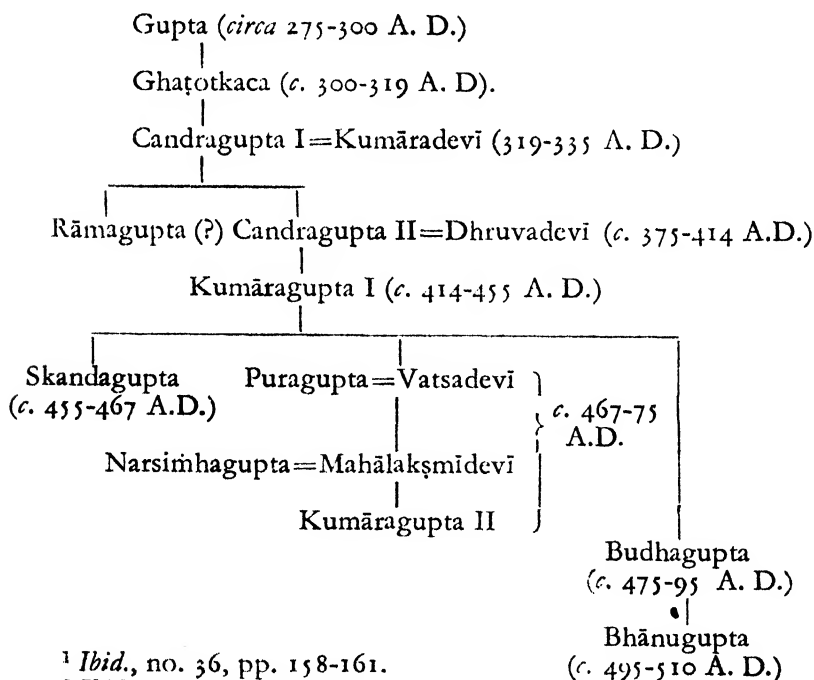 Gupta (circa 275-300 A. D.)
Ghaṭotkaca (c. 300-319 A. D).
Candragupta I=Kumāradevī (319-335 A. D.)
Rāmagupta (?) Candragupta II=Dhruvadevī (c. 375-414 A.D.)
Kumāragupta I (c. 414-455 A. D.)
Skandagupta
(c. 455-467 A.D.)
Puragupta=Vatsadevī
c. 467-75
A.D.
Narsiṁhagupta=Mahālakṣmīdevī
Kumāragupta II
Budhagupta
(c. 475-95 A. D.)
Bhānugupta
(c. 495-510 A. D.)
¹ Ibid., no. 36, pp. 158-161.